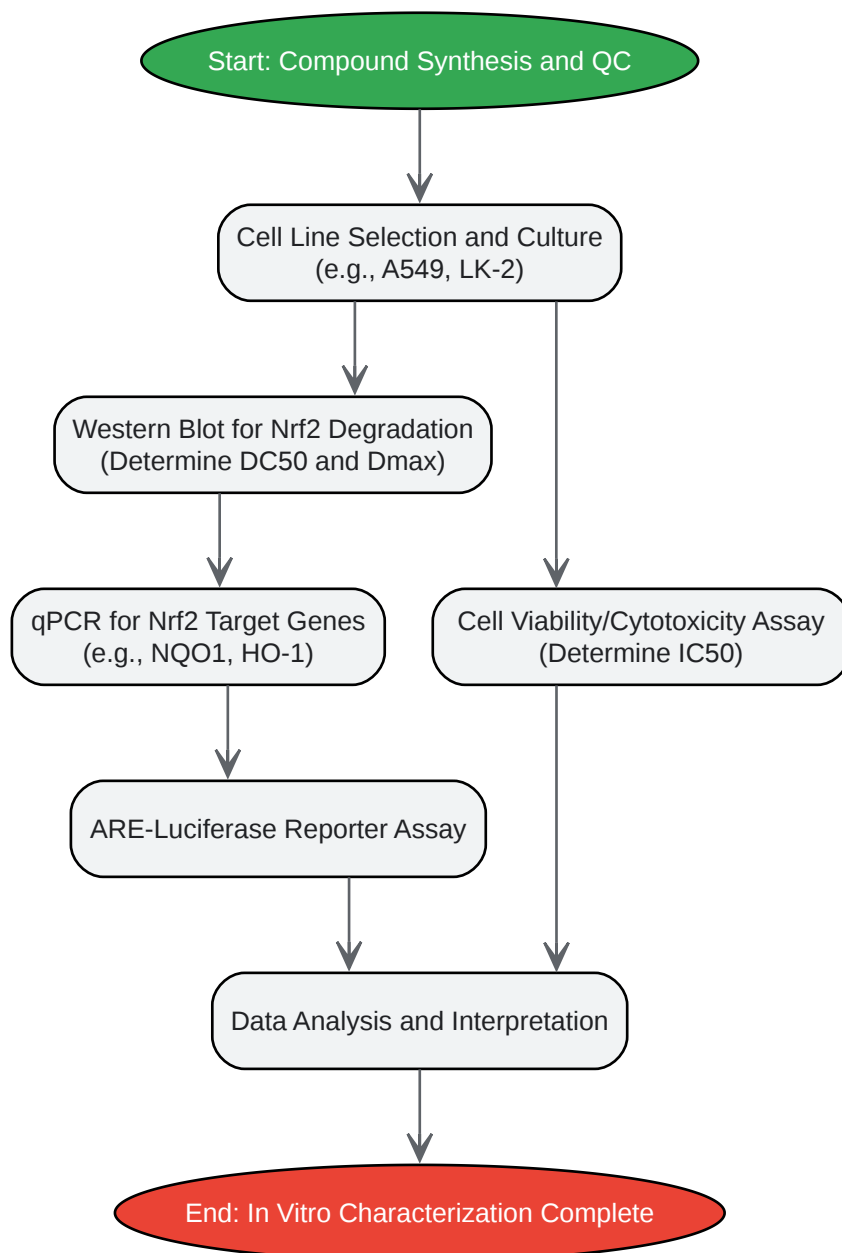 Start: Compound Synthesis and QC
Cell Line Selection and Culture
(e.g., A549, LK-2)
Western Blot for Nrf2 Degradation
(Determine DC50 and Dmax)
qPCR for Nrf2 Target Genes
(e.g., NQO1, HO-1)
Cell Viability/Cytotoxicity Assay
(Determine IC50)
ARE-Luciferase Reporter Assay
Data Analysis and Interpretation
End: In Vitro Characterization Complete